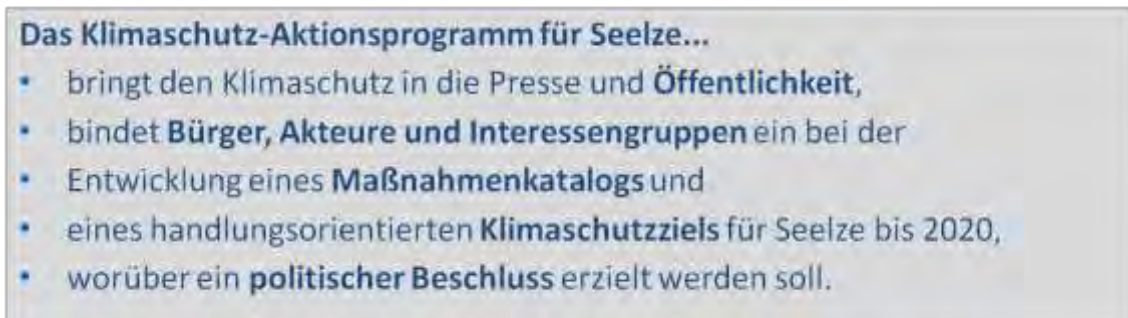 Das Klimaschutz-Aktionsprogramm für Seelze...
• bringt den Klimaschutz in die Presse und Öffentlichkeit,
• bindet Bürger, Akteure und Interessengruppen ein bei der
• Entwicklung eines Maßnahmenkatalogs und
• eines handlungsorientierten Klimaschutzziels für Seelze bis 2020,
• worüber ein politischer Beschluss erzielt werden soll.